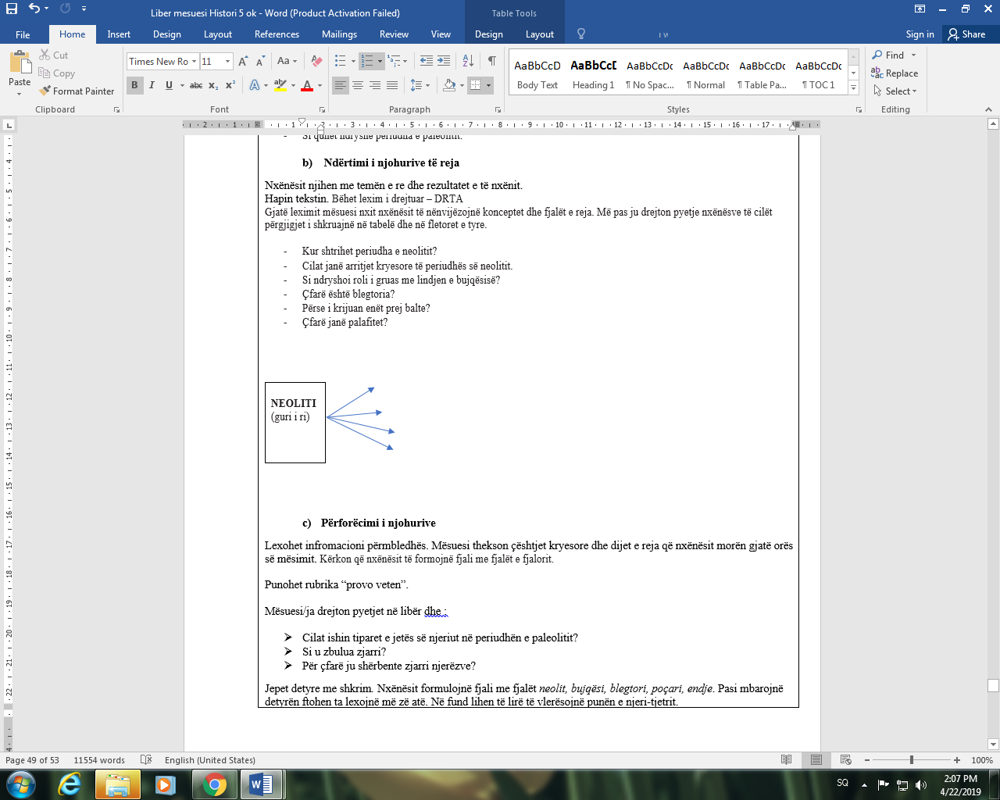 Liber mesuesi Histori 5 ok - Word (Product Activation Failed)
Table Tools
File Home Insert Design Layout References Mailings Review View Design Layout
Sign in Share
Paste
Cut
Copy
Format Painter
Clipboard
Times New Ro 11
Font
Paragraph
AaBbCcD Body Text
AaBbCcI Heading 1
AaBbCcDc ¶ No Spac...
AaBbCcDc ¶ Normal
AaBbCcDc ¶ Table Pa...
AaBbCcDc ¶ TOC 1
Styles
Find
Replace
Select
Editing
- Si quhet ndryshe periudha e paleolitit.
b) Ndërtimi i njohurive të reja
Nxënësit njihen me temën e re dhe rezultatet e të nxënit.
Hapin tekstin. Bëhet lexim i drejtuar – DRTA
Gjatë leximit mësuesi nxit nxënësit të nënvijëzojnë konceptet dhe fjalët e reja. Më pas ju drejton pyetje nxënësve të cilët
përgjigjet i shkruajnë në tabelë dhe në fletoret e tyre.
- Kur shtrihet periudha e neolitit?
- Cilat janë arritjet kryesore të periudhës së neolitit.
- Si ndryshoi roli i gruas me lindjen e bujqësisë?
- Çfarë është blegtoria?
- Përse i krijuan enët prej balte?
- Çfarë janë palafitet?
NEOLITI
(guri i ri)
c) Përforëcimi i njohurive
Lexohet infromacioni përmbledhës. Mësuesi thekson çështjet kryesore dhe dijet e reja që nxënësit morën gjatë orës
së mësimit. Kërkon që nxënësit të formojnë fjali me fjalët e fjalorit.
Punohet rubrika “provo veten”.
Mësuesi/ja drejton pyetjet në libër dhe :
➢ Cilat ishin tiparet e jetës së njeriut në periudhën e paleolitit?
➢ Si u zbulua zjarri?
➢ Për çfarë ju shërbente zjarri njerëzve?
Jepet detyre me shkrim. Nxënësit formulojnë fjali me fjalët neolit, bujqësi, blegtori, poçari, endje. Pasi mbarojnë
detyrën ftohen ta lexojnë më zë atë. Në fund lihen të lirë të vlerësojnë punën e njeri-tjetrit.
Page 49 of 53 11554 words English (United States) 100%
SQ 2:07 PM
4/22/2019